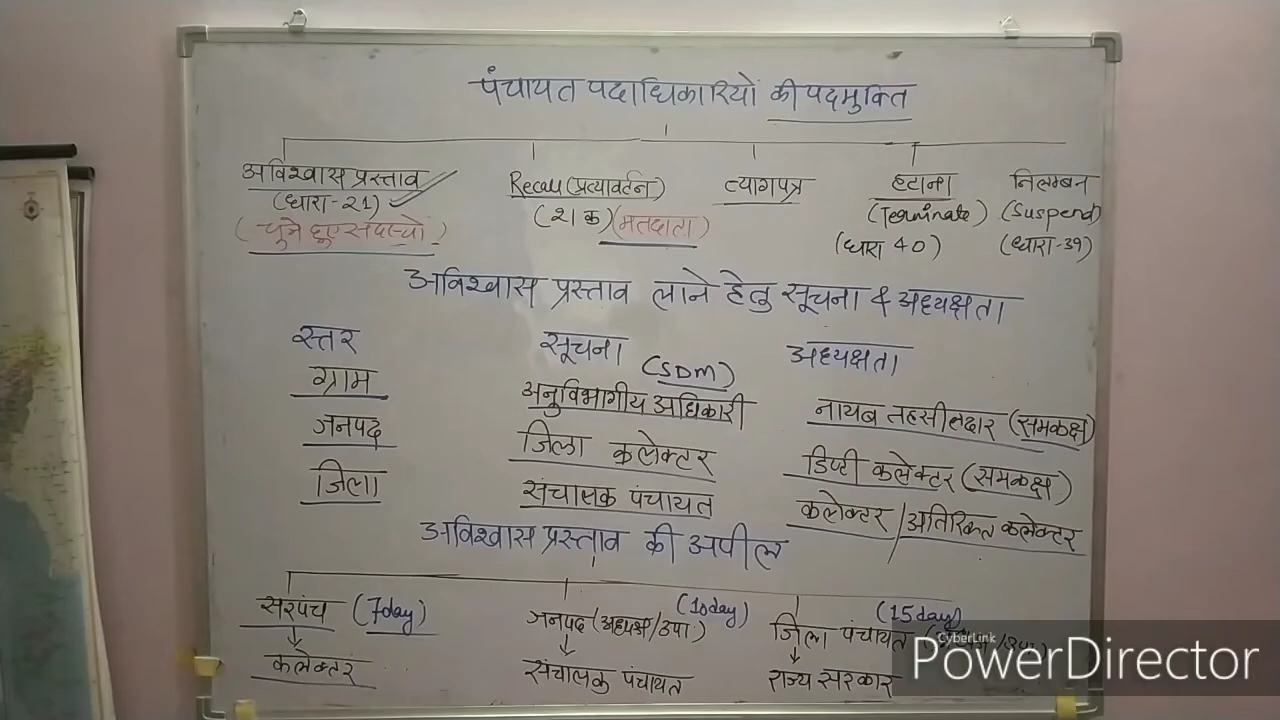 पंचायत पदाधिकारियों की पदमुक्ति
अविश्वास प्रस्ताव Recall (प्रत्यावर्तन) त्यागपत्र हटाना निलम्बन
(धारा-21) (21 क) (मतदाता) (Terminate) (Suspend)
(चुने हुए सदस्यों) (धारा 40) (धारा-39)
अविश्वास प्रस्ताव लाने हेतु सूचना & अध्यक्षता
स्तर सूचना अध्यक्षता
(SDM)
ग्राम अनुविभागीय अधिकारी नायब तहसीलदार (समकक्ष)
जनपद जिला कलेक्टर डिप्टी कलेक्टर (समकक्ष)
जिला संचालक पंचायत कलेक्टर/अतिरिक्त कलेक्टर
अविश्वास प्रस्ताव की अपील
सरपंच (7day) (10day) (15day)
जनपद (अध्यक्ष/उपा.) जिला पंचायत
कलेक्टर संचालक पंचायत राज्य सरकार
CyberLink
PowerDirector